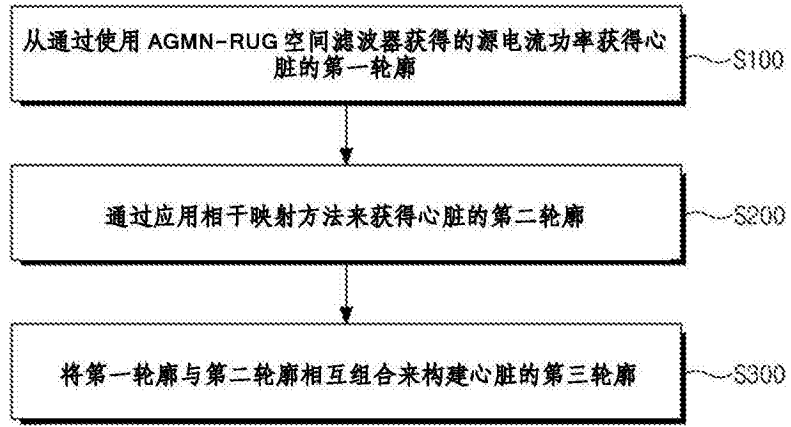 从通过使用 AGMN-RUG 空间滤波器获得的源电流功率获得心
脏的第一轮廓
S100
通过应用相干映射方法来获得心脏的第二轮廓
S200
将第一轮廓与第二轮廓相互组合来构建心脏的第三轮廓
S300